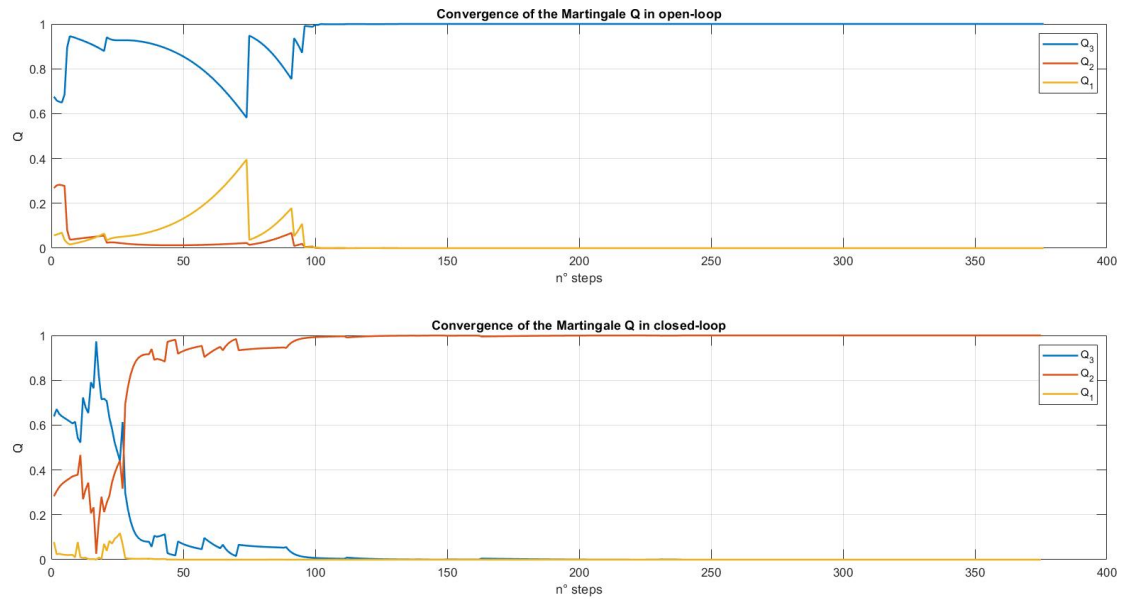 Convergence of the Martingale Q in open-loop
1
0.8
0.6
0.4
0.2
0
Q
0 50 100 150 200 250 300 350 400
n° steps
Q3
Q2
Q1
Convergence of the Martingale Q in closed-loop
1
0.8
0.6
0.4
0.2
0
Q
0 50 100 150 200 250 300 350 400
n° steps
Q3
Q2
Q1